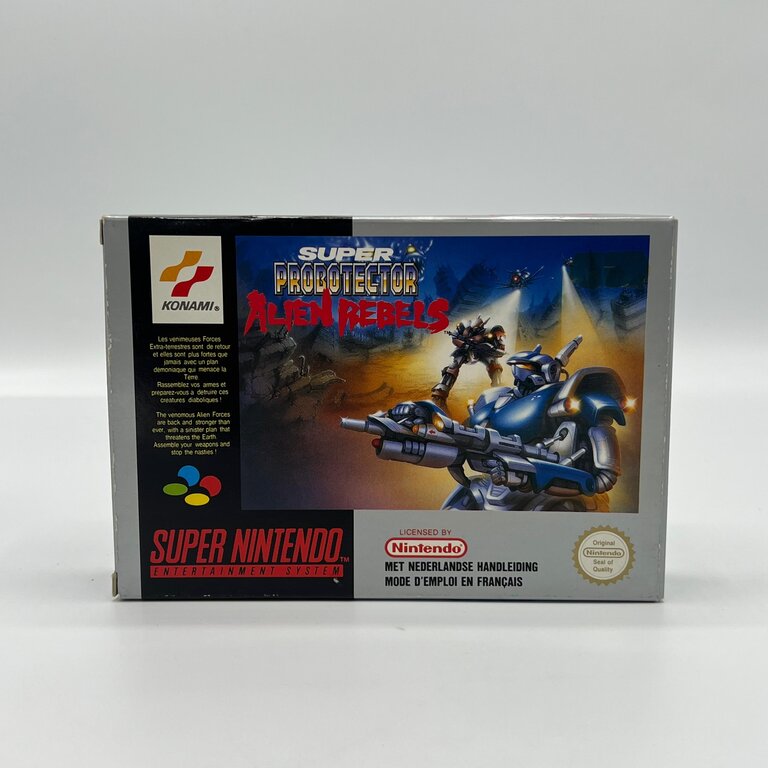 KONAMI®
Les venimeuses Forces
Extra-terrestres sont de retour
et elles sont plus fortes que
jamais avec un plan
démoniaque qui menace la
Terre.
Rassemblez vos armes et
preparez-vous a detruire ces
creatures diaboliques !
The venomous Alien Forces
are back and stronger than
ever, with a sinister plan that
threatens the Earth.
Assemble your weapons and
stop the nasties !
SUPER NINTENDO™
ENTERTAINMENT SYSTEM
SUPER
PROBOTECTOR
ALIEN REBELS™
LICENSED BY
Nintendo®
MET NEDERLANDSE HANDLEIDING
MODE D'EMPLOI EN FRANÇAIS
Original
Nintendo
Seal of
Quality